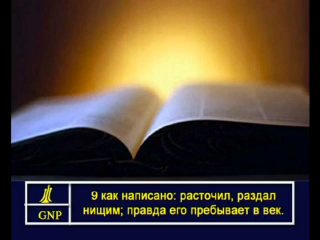 9 как написано: расточил, раздал
нищим; правда его пребывает в век.
GNP